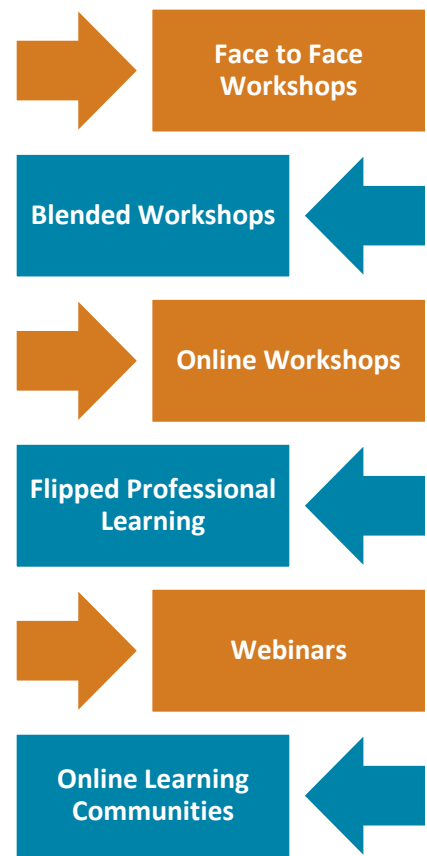 Face to Face
Workshops
Blended Workshops
Online Workshops
Flipped Professional
Learning
Webinars
Online Learning
Communities